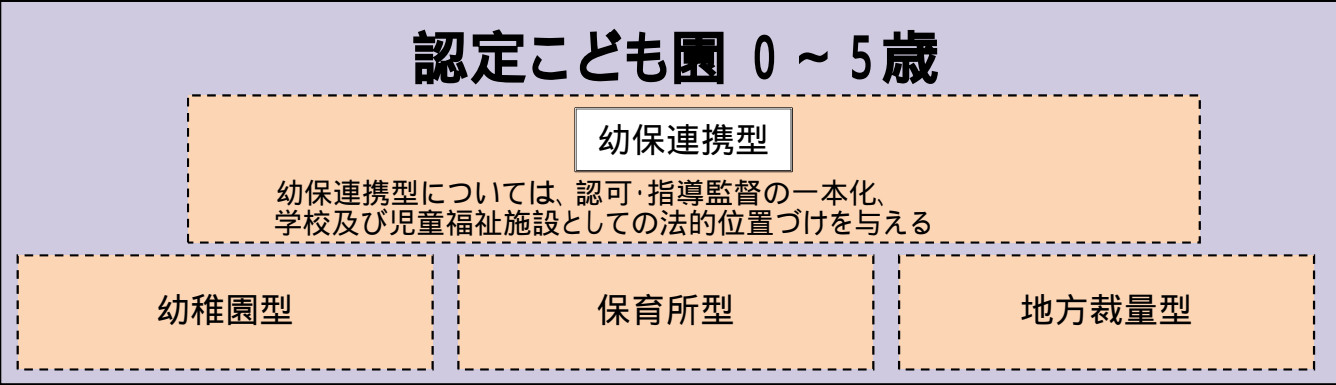 認定こども園 0～5歳
幼保連携型
幼保連携型については、認可・指導監督の一本化、
学校及び児童福祉施設としての法的位置づけを与える
幼稚園型
保育所型
地方裁量型